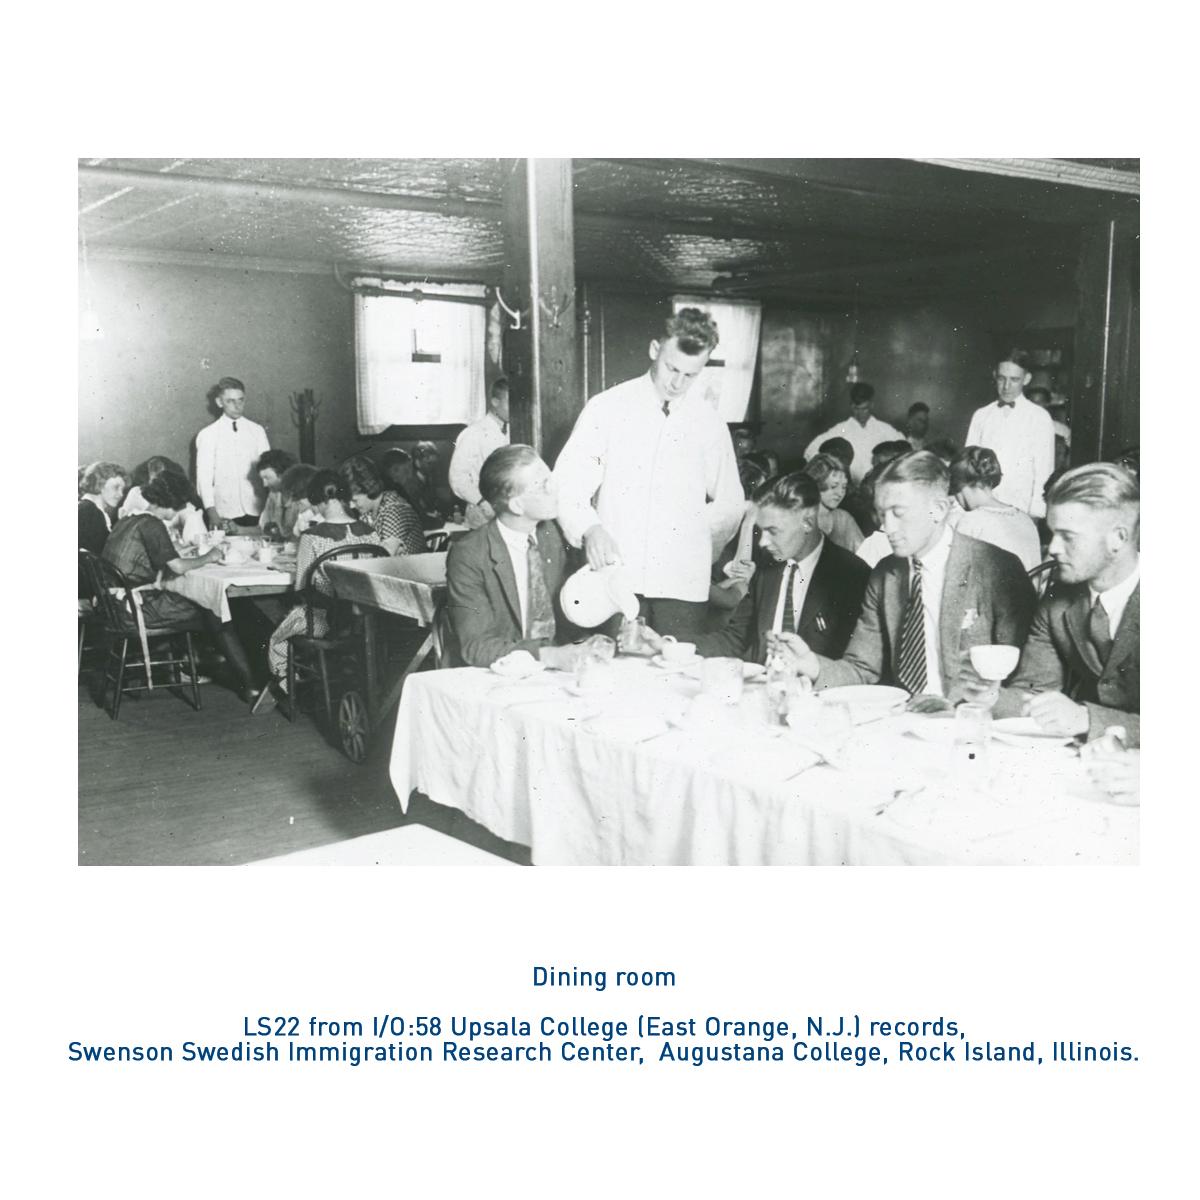 Dining room
LS22 from I/O:58 Upsala College (East Orange, N.J.) records,
Swenson Swedish Immigration Research Center, Augustana College, Rock Island, Illinois.